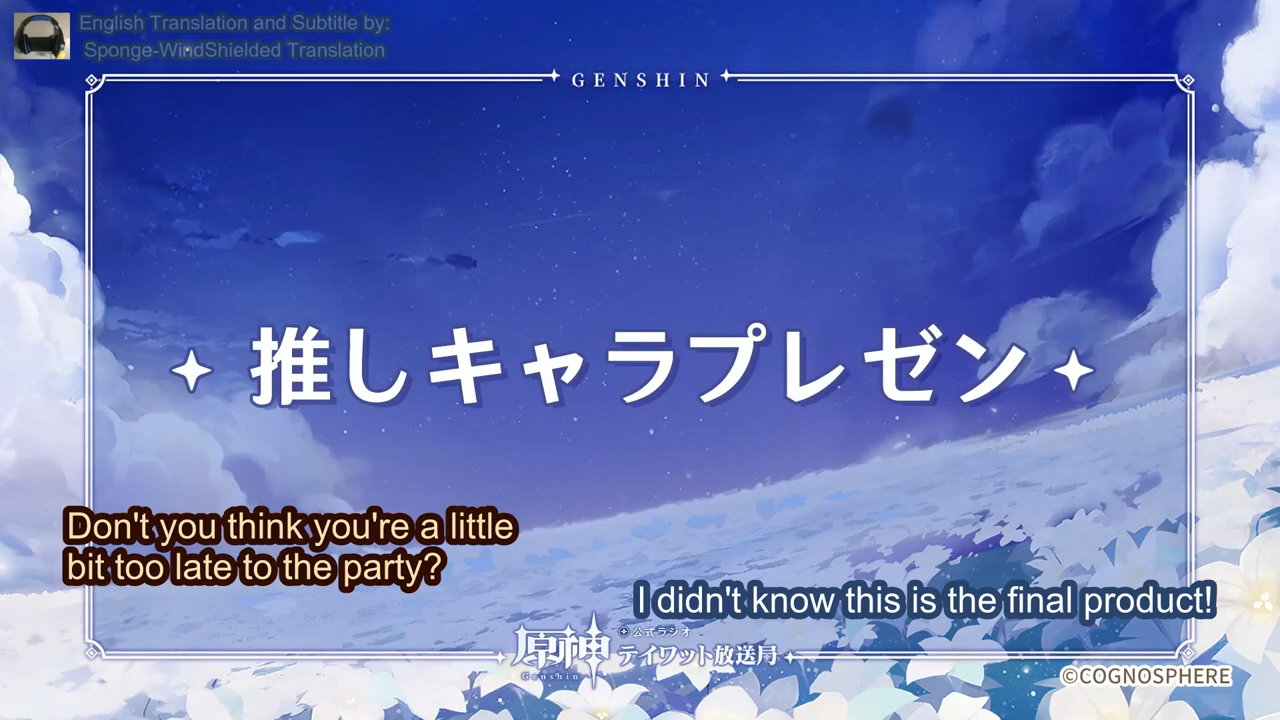 English Translation and Subtitle by:
Sponge-WindShielded Translation
GENSHIN
推しキャラプレゼン
Don't you think you're a little
bit too late to the party?
I didn't know this is the final product!
原神
Genshin
公式ラジオ
テイワット放送局
©COGNOSPHERE